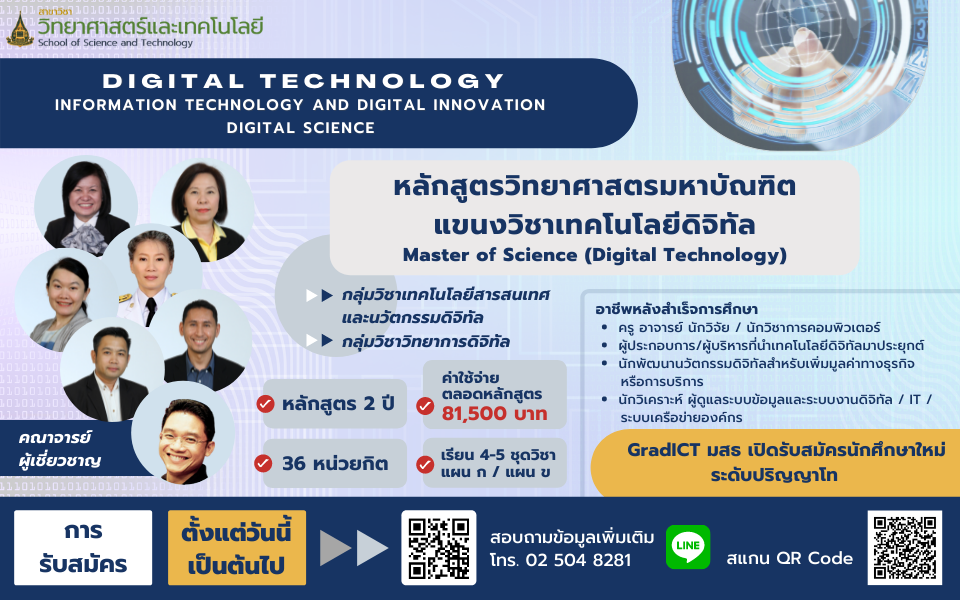 สาขาวิชา
วิทยาศาสตร์และเทคโนโลยี
School of Science and Technology
DIGITAL TECHNOLOGY
INFORMATION TECHNOLOGY AND DIGITAL INNOVATION
DIGITAL SCIENCE
หลักสูตรวิทยาศาสตรมหาบัณฑิต
แขนงวิชาเทคโนโลยีดิจิทัล
Master of Science (Digital Technology)
กลุ่มวิชาเทคโนโลยีสารสนเทศ
และนวัตกรรมดิจิทัล
กลุ่มวิชาวิทยาการดิจิทัล
อาชีพหลังสำเร็จการศึกษา
• ครู อาจารย์ นักวิจัย / นักวิชาการคอมพิวเตอร์
• ผู้ประกอบการ/ผู้บริหารที่นำเทคโนโลยีดิจิทัลมาประยุกต์
• นักพัฒนานวัตกรรมดิจิทัลสำหรับเพิ่มมูลค่าทางธุรกิจ
หรือการบริการ
• นักวิเคราะห์ ผู้ดูแลระบบข้อมูลและระบบงานดิจิทัล / IT /
ระบบเครือข่ายองค์กร
หลักสูตร 2 ปี
ค่าใช้จ่าย
ตลอดหลักสูตร
81,500 บาท
36 หน่วยกิต
เรียน 4-5 ชุดวิชา
แผน ก / แผน ข
คณาจารย์
ผู้เชี่ยวชาญ
GradICT มสธ เปิดรับสมัครนักศึกษาใหม่
ระดับปริญญาโท
การ
รับสมัคร
ตั้งแต่วันนี้
เป็นต้นไป
สอบถามข้อมูลเพิ่มเติม
โทร. 02 504 8281
LINE
สแกน QR Code